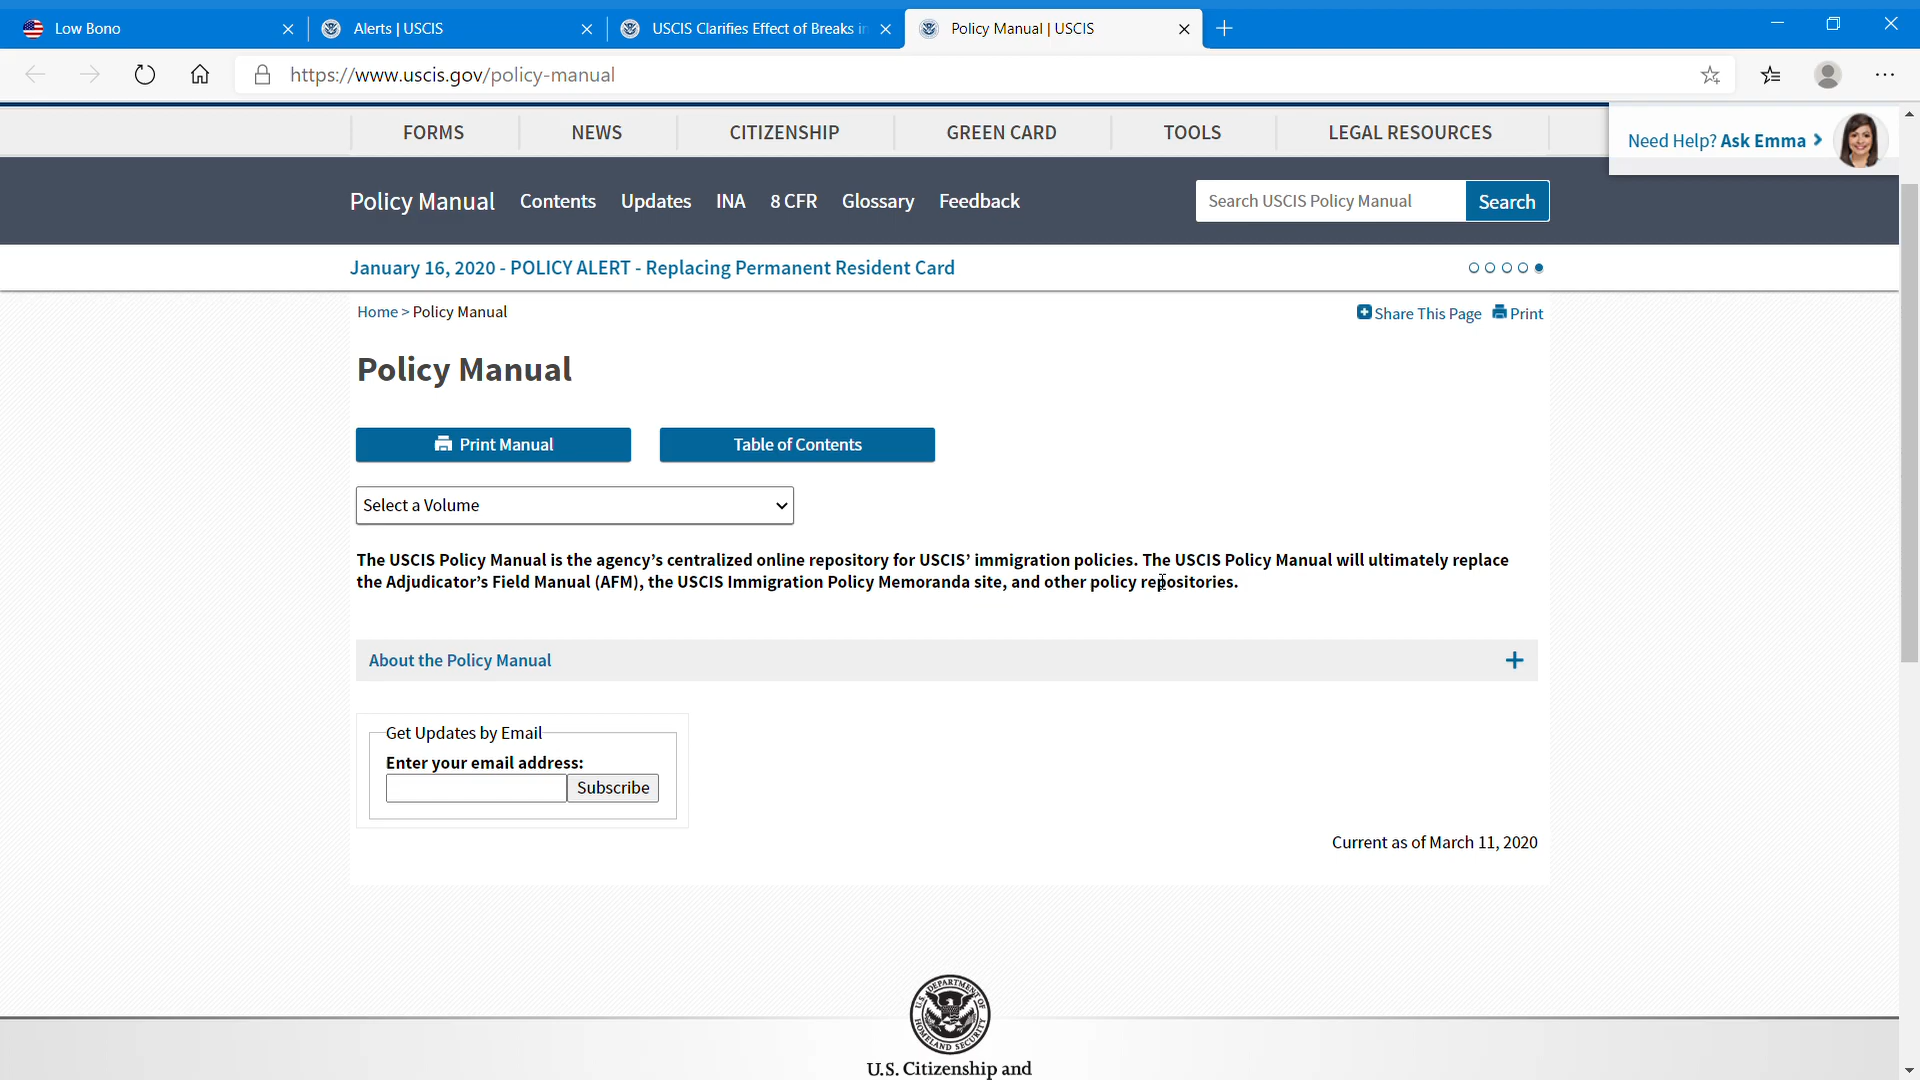 Low Bono
Alerts | USCIS
USCIS Clarifies Effect of Breaks in
Policy Manual | USCIS
https://www.uscis.gov/policy-manual
FORMS
NEWS
CITIZENSHIP
GREEN CARD
TOOLS
LEGAL RESOURCES
Need Help? Ask Emma
Policy Manual
Contents
Updates
INA
8 CFR
Glossary
Feedback
Search USCIS Policy Manual
Search
January 16, 2020 - POLICY ALERT - Replacing Permanent Resident Card
Home > Policy Manual
Share This Page
Print
Policy Manual
Print Manual
Table of Contents
Select a Volume
The USCIS Policy Manual is the agency’s centralized online repository for USCIS’ immigration policies. The USCIS Policy Manual will ultimately replace
the Adjudicator’s Field Manual (AFM), the USCIS Immigration Policy Memoranda site, and other policy repositories.
About the Policy Manual
Get Updates by Email
Enter your email address:
Subscribe
Current as of March 11, 2020
U.S. DEPARTMENT OF
HOMELAND SECURITY
U.S. Citizenship and